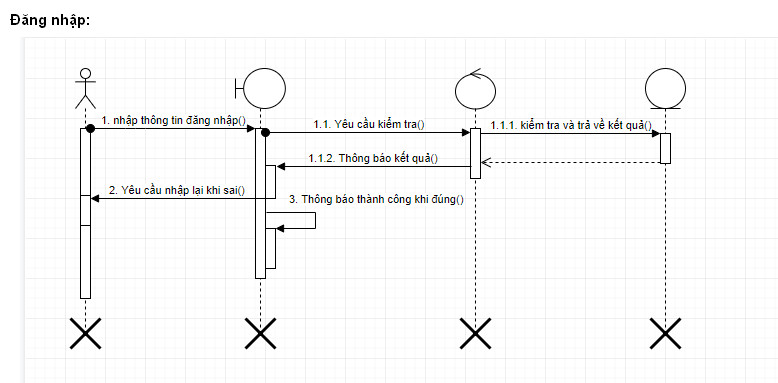 Đăng nhập:
1. nhập thông tin đăng nhập()
1.1. Yêu cầu kiểm tra()
1.1.1. kiểm tra và trả về kết quả()
1.1.2. Thông báo kết quả()
2. Yêu cầu nhập lại khi sai()
3. Thông báo thành công khi đúng()